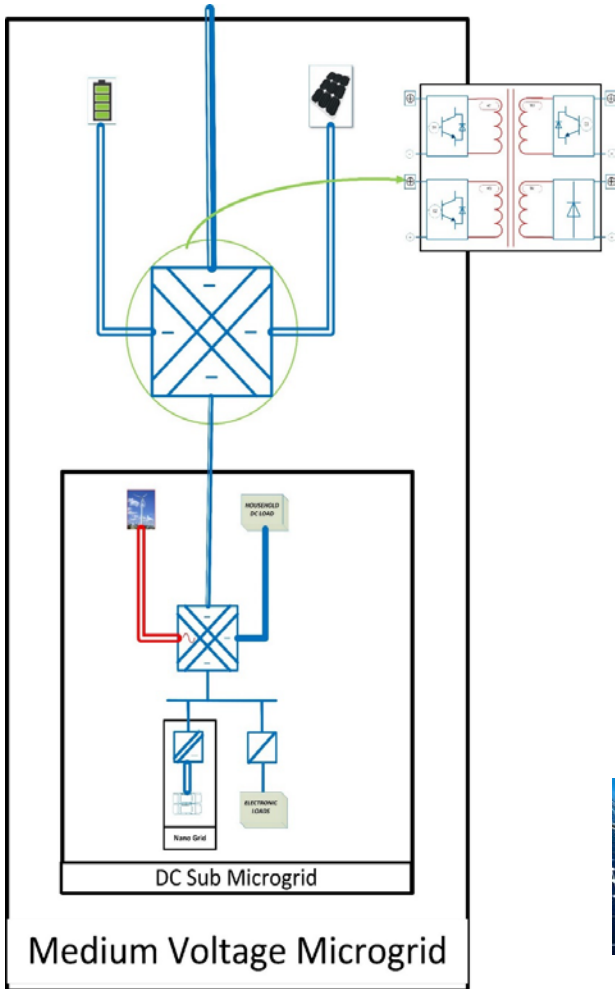 HOUSEHOLD
DC LOAD
ELECTRONIC
LOADS
Nano Grid
DC Sub Microgrid
Medium Voltage Microgrid